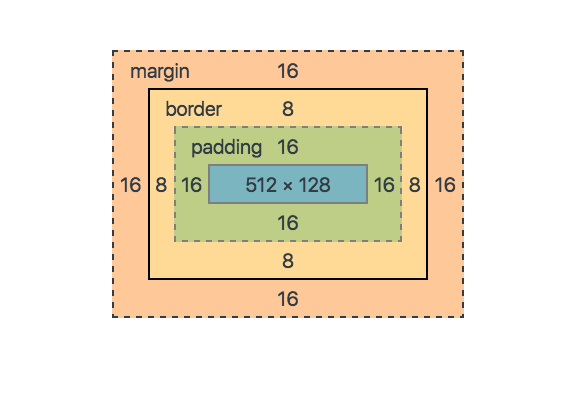 margin 16
border 8
padding 16
16 8 16 512 × 128 16 8 16
16
8
16